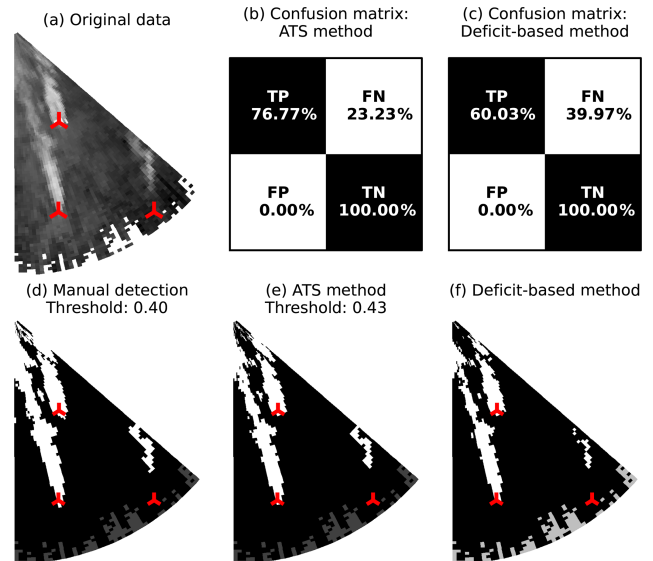 (a) Original data
(b) Confusion matrix:
ATS method
(c) Confusion matrix:
Deficit-based method
TP
76.77%
FN
23.23%
FP
0.00%
TN
100.00%
TP
60.03%
FN
39.97%
FP
0.00%
TN
100.00%
(d) Manual detection
Threshold: 0.40
(e) ATS method
Threshold: 0.43
(f) Deficit-based method